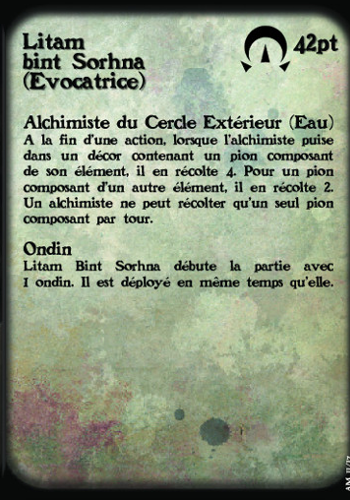 Litam
bint Sorhna
(Evocatrice)
42pt
Alchimiste du Cercle Extérieur (Eau)
A la fin d'une action, lorsque l'alchimiste puise
dans un décor contenant un pion composant
de son élément, il en récolte 4. Pour un pion
composant d'un autre élément, il en récolte 2.
Un alchimiste ne peut récolter qu'un seul pion
composant par tour.
Ondin
Litam Bint Sorhna débute la partie avec
1 ondin. Il est déployé en même temps qu'elle.